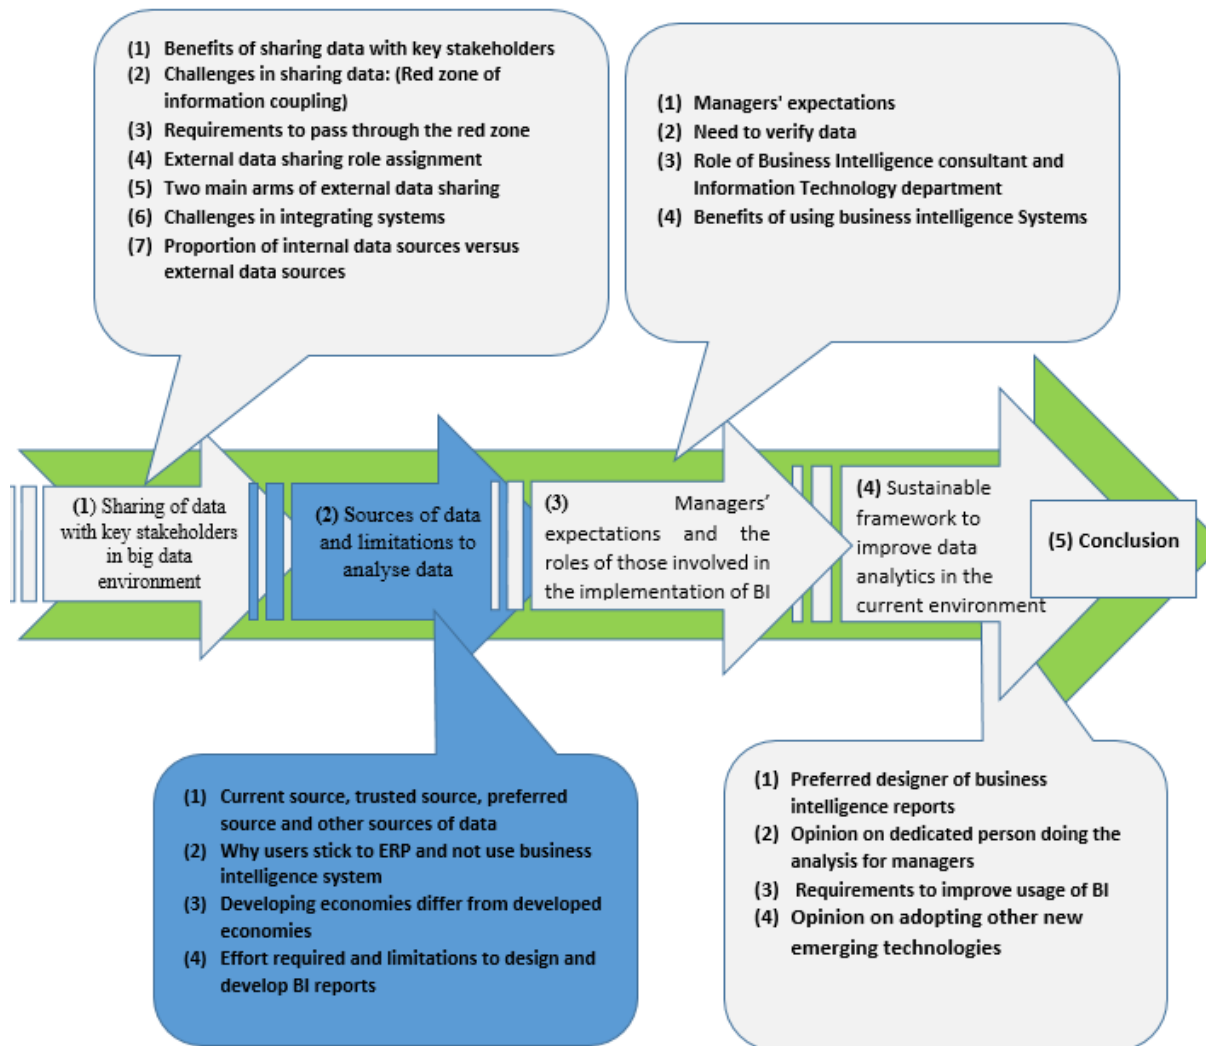 (1) Benefits of sharing data with key stakeholders
(2) Challenges in sharing data: (Red zone of
information coupling)
(3) Requirements to pass through the red zone
(4) External data sharing role assignment
(5) Two main arms of external data sharing
(6) Challenges in integrating systems
(7) Proportion of internal data sources versus
external data sources
(1) Managers' expectations
(2) Need to verify data
(3) Role of Business Intelligence consultant and
Information Technology department
(4) Benefits of using business intelligence Systems
(1) Sharing of data
with key stakeholders
in big data
environment
(2) Sources of data
and limitations to
analyse data
(3) Managers’
expectations and the
roles of those involved in
the implementation of BI
(4) Sustainable
framework to
improve data
analytics in the
current environment
(5) Conclusion
(1) Current source, trusted source, preferred
source and other sources of data
(2) Why users stick to ERP and not use business
intelligence system
(3) Developing economies differ from developed
economies
(4) Effort required and limitations to design and
develop BI reports
(1) Preferred designer of business
intelligence reports
(2) Opinion on dedicated person doing the
analysis for managers
(3) Requirements to improve usage of BI
(4) Opinion on adopting other new
emerging technologies